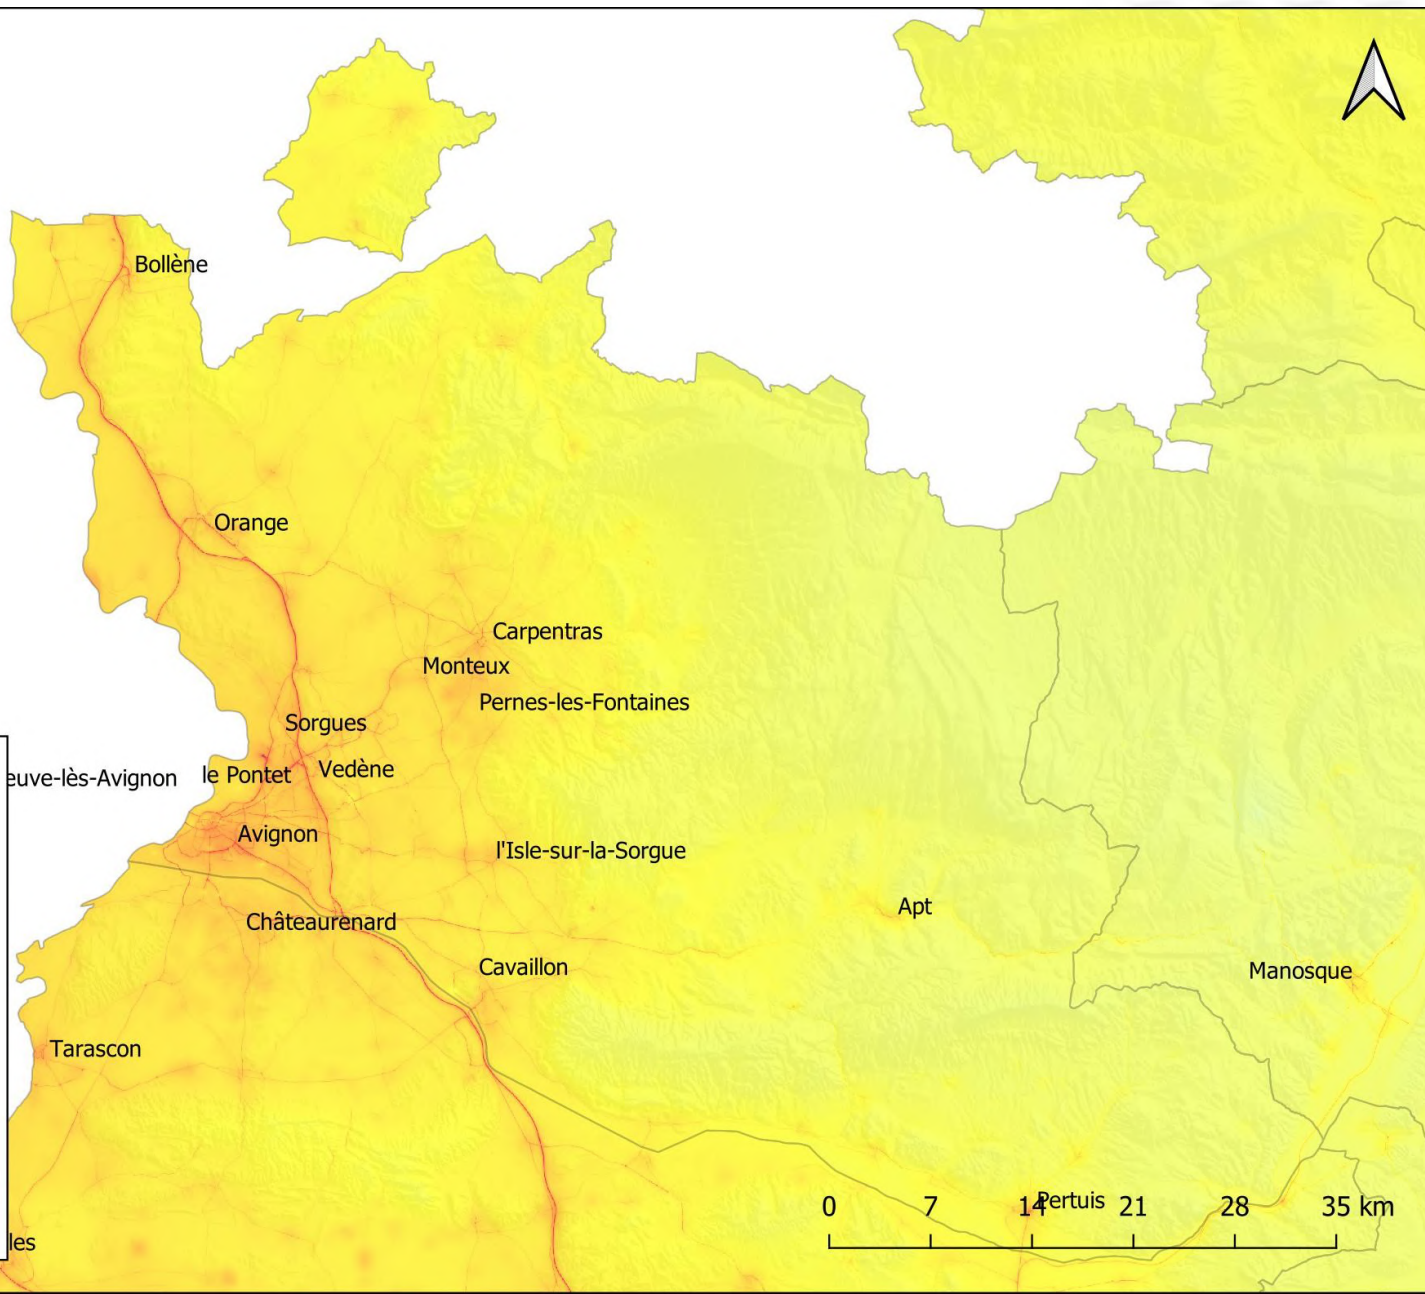 Bollène
Orange
Carpentras
Monteux
Pernes-les-Fontaines
Sorgues
Vedène
euve-lès-Avignon
le Pontet
Avignon
l'Isle-sur-la-Sorgue
Apt
Châteaurenard
Cavaillon
Manosque
Tarascon
Pertuis
0 7 14 21 28 35 km
les